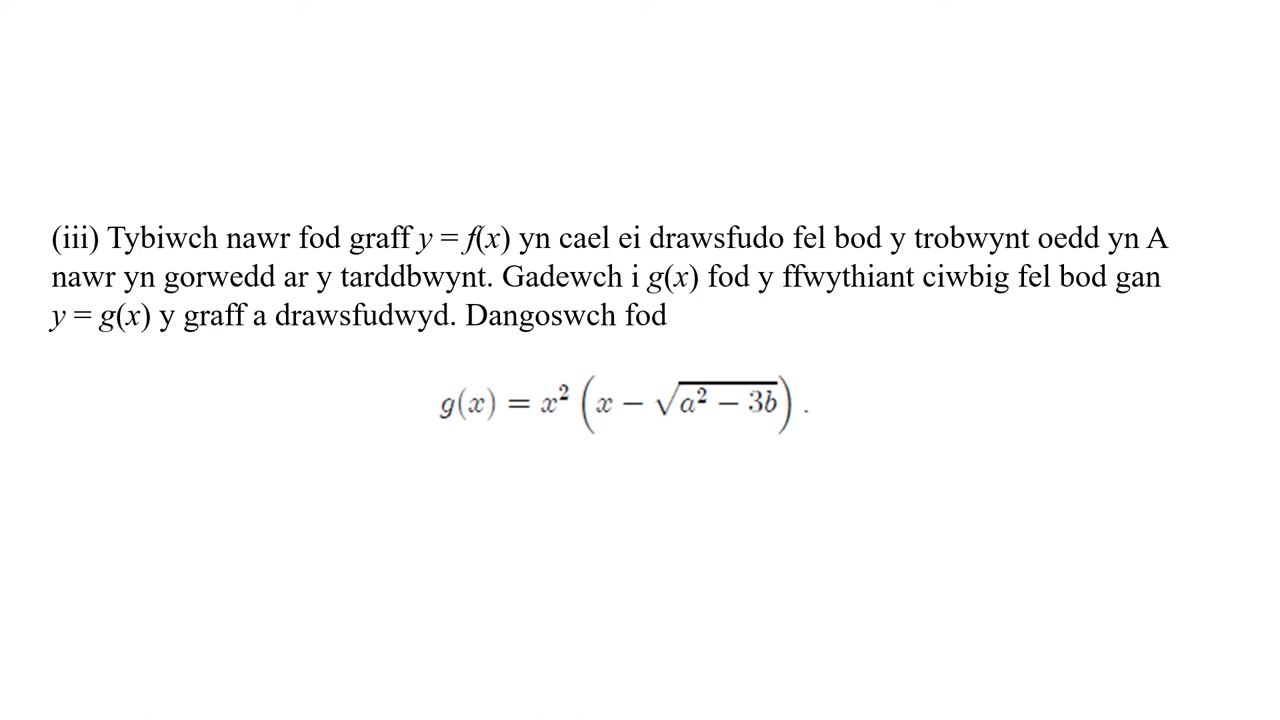 (iii) Tybiwch nawr fod graff y = f(x) yn cael ei drawsfudo fel bod y trobwynt oedd yn A
nawr yn gorwedd ar y tarddbwynt. Gadewch i g(x) fod y ffwythiant ciwbig fel bod gan
y = g(x) y graff a drawsfudwyd. Dangoswch fod
g(x) = x² (x − √(a² − 3b)) .